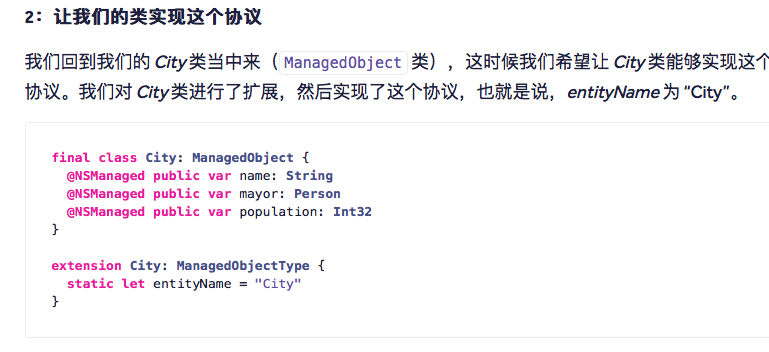 2：让我们的类实现这个协议
我们回到我们的 City 类当中来（ ManagedObject 类），这时候我们希望让 City 类能够实现这个
协议。我们对 City 类进行了扩展，然后实现了这个协议，也就是说，entityName 为 “City”。
final class City: ManagedObject {
  @NSManaged public var name: String
  @NSManaged public var mayor: Person
  @NSManaged public var population: Int32
}
extension City: ManagedObjectType {
  static let entityName = "City"
}